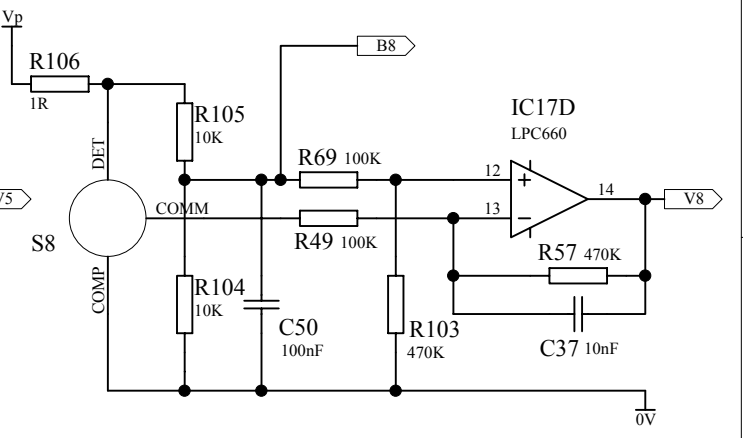 Vp
B8
R106
1R
R105
10K
IC17D
LPC660
DET
R69 100K
12
+
14
V5
COMM
13
−
V8
S8
R49 100K
R57 470K
COMP
R104
10K
C50
100nF
R103
470K
C37 10nF
0V